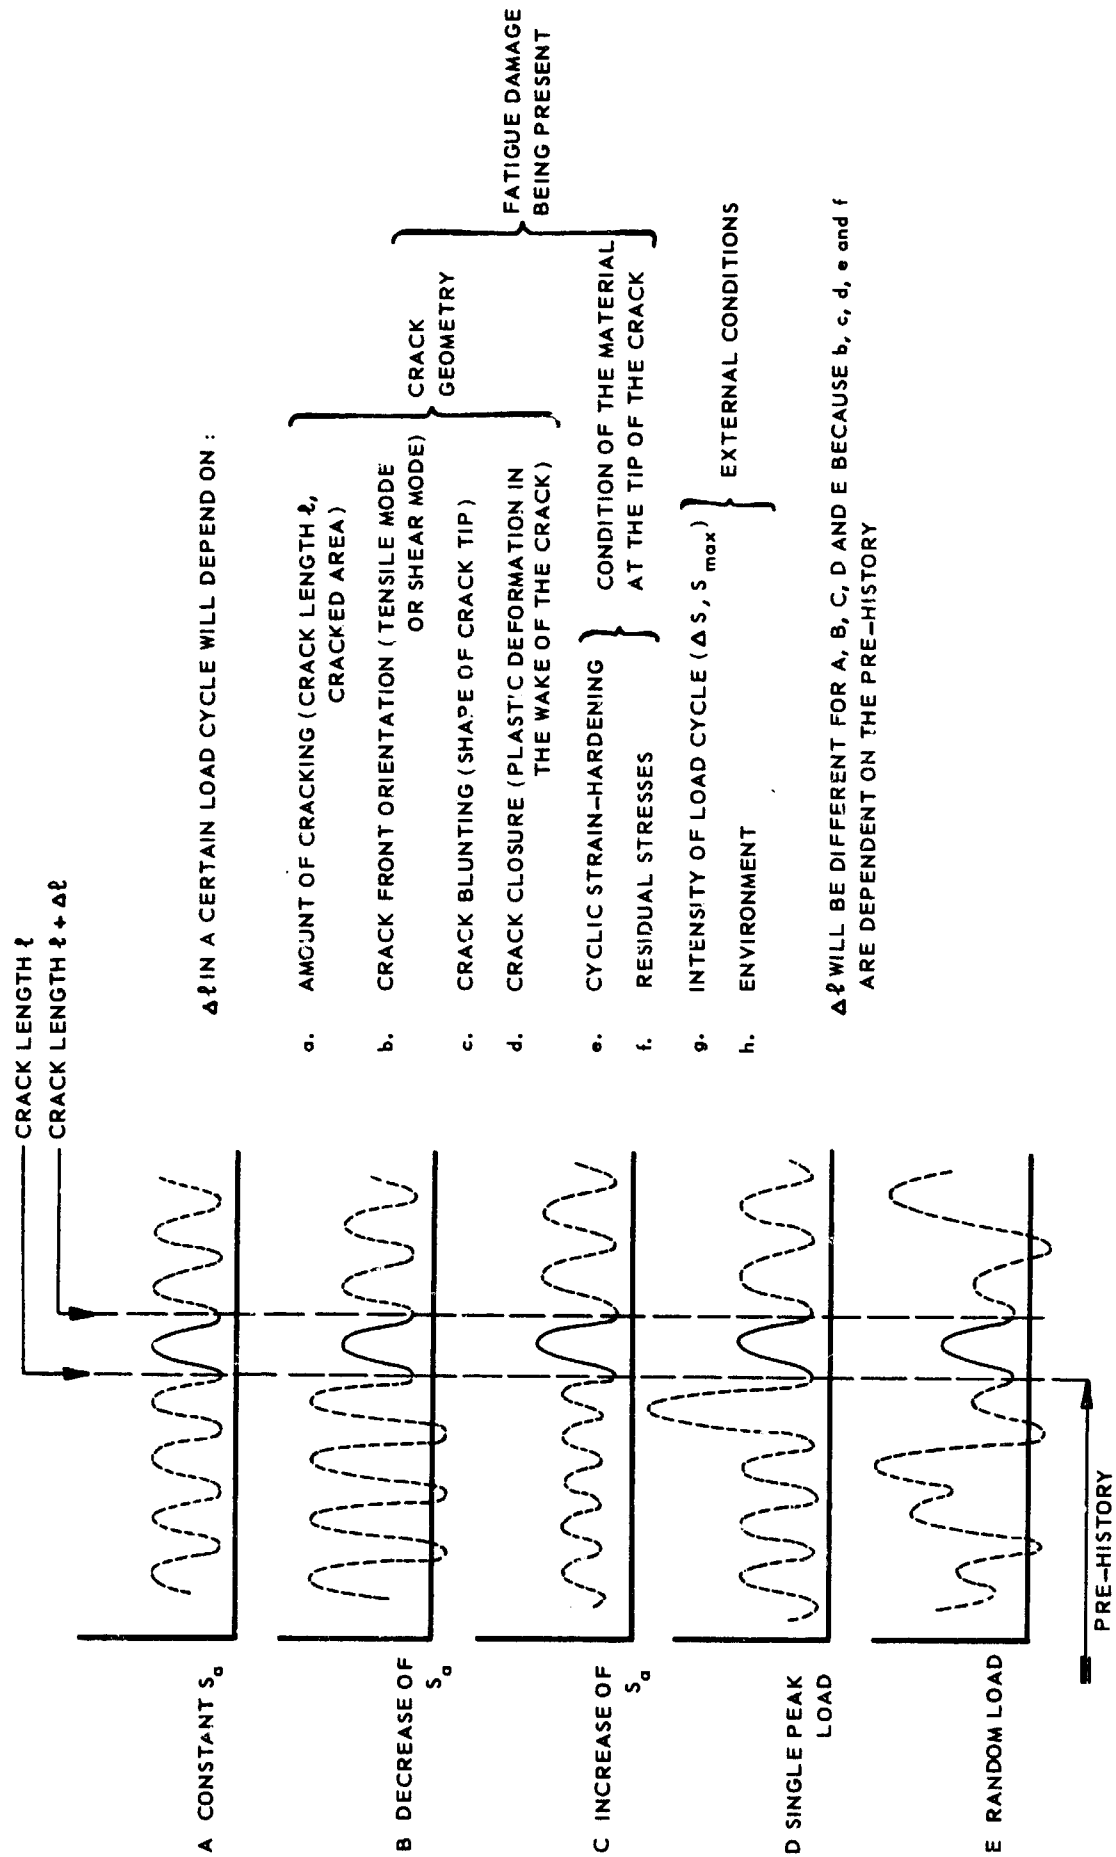 CRACK LENGTH ℓ
CRACK LENGTH ℓ + Δℓ
A CONSTANT Sa
B DECREASE OF
Sa
C INCREASE OF
Sa
D SINGLE PEAK
LOAD
E RANDOM LOAD
PRE-HISTORY
Δℓ IN A CERTAIN LOAD CYCLE WILL DEPEND ON :
a. AMOUNT OF CRACKING (CRACK LENGTH ℓ,
CRACKED AREA)
b. CRACK FRONT ORIENTATION (TENSILE MODE
OR SHEAR MODE)
c. CRACK BLUNTING (SHAPE OF CRACK TIP)
d. CRACK CLOSURE (PLAST'C DEFORMATION IN
THE WAKE OF THE CRACK)
CRACK
GEOMETRY
e. CYCLIC STRAIN-HARDENING
f. RESIDUAL STRESSES
CONDITION OF THE MATERIAL
AT THE TIP OF THE CRACK
FATIGUE DAMAGE
BEING PRESENT
g. INTENSITY OF LOAD CYCLE (Δ S, S max)
h. ENVIRONMENT
EXTERNAL CONDITIONS
Δℓ WILL BE DIFFERENT FOR A, B, C, D AND E BECAUSE b, c, d, e and f
ARE DEPENDENT ON THE PRE-HISTORY